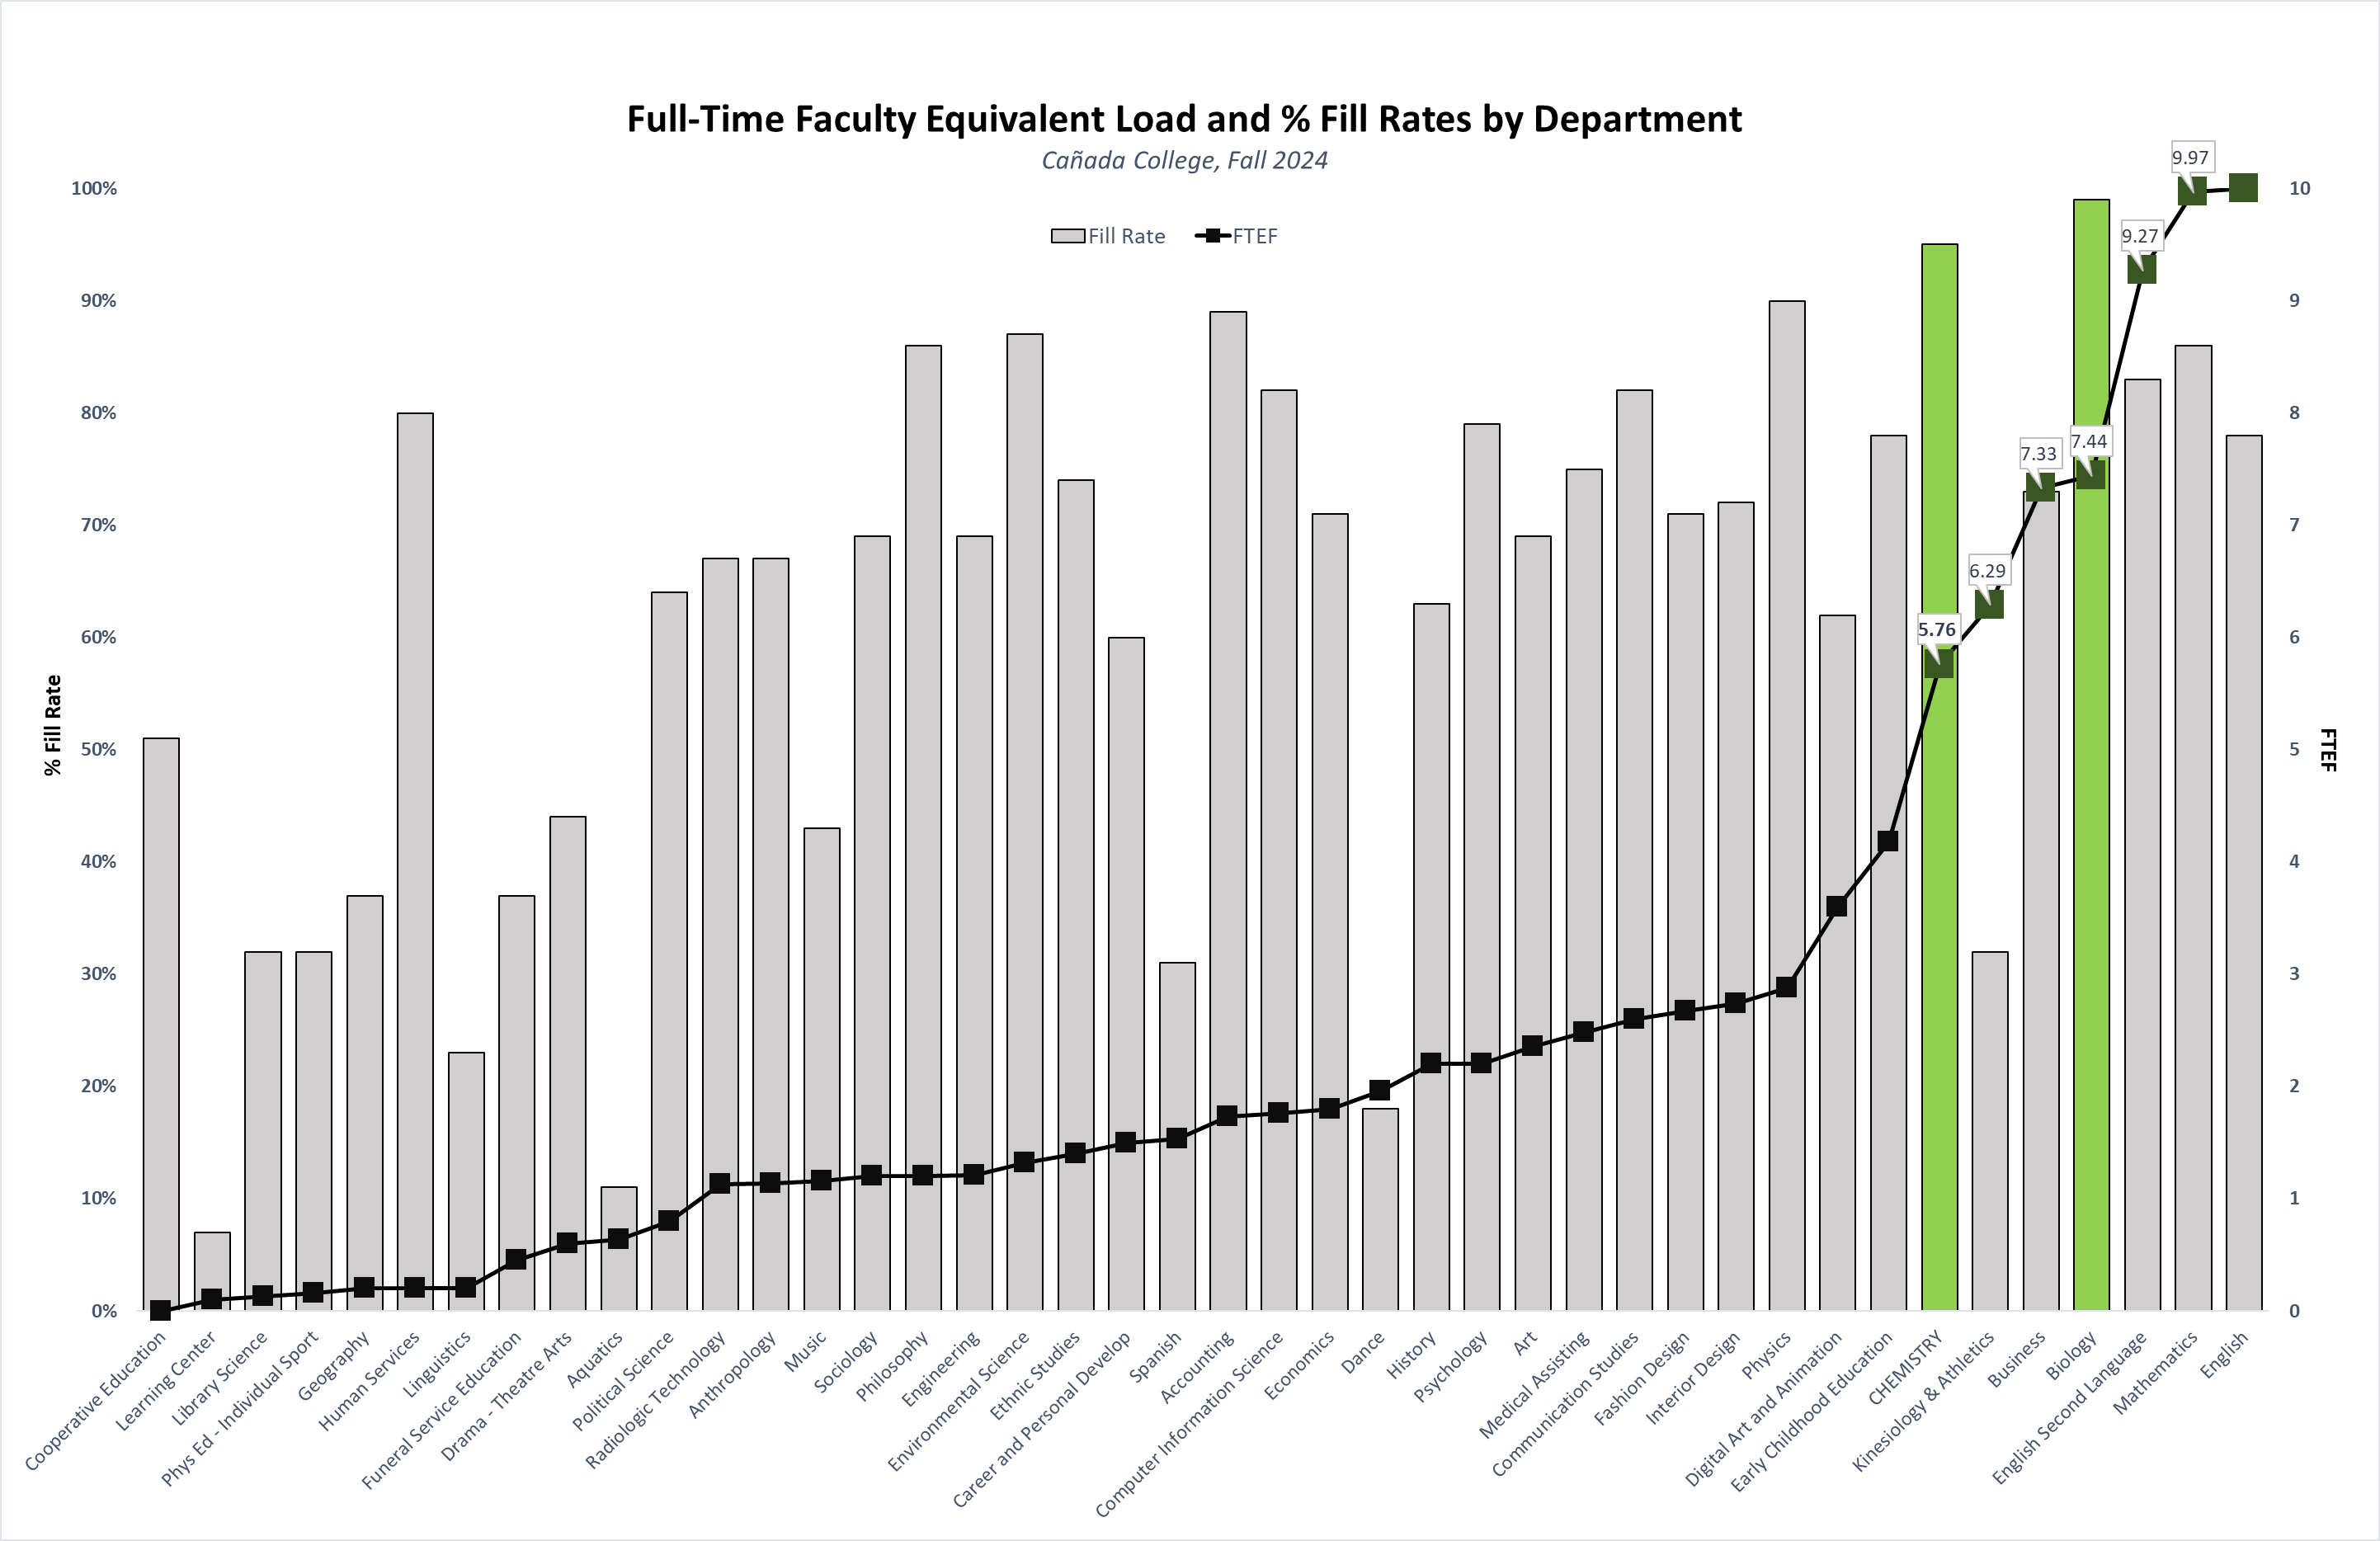 Full-Time Faculty Equivalent Load and % Fill Rates by Department
Cañada College, Fall 2024
Fill Rate
FTEF
% Fill Rate
100%
90%
80%
70%
60%
50%
40%
30%
20%
10%
0%
5.76
6.29
7.33
7.44
9.27
9.97
10
9
8
7
6
5
4
3
2
1
0
FTEF
Cooperative Education
Learning Center
Library Science
Phys Ed - Individual Sport
Geography
Human Services
Linguistics
Funeral Service Education
Drama - Theatre Arts
Aquatics
Political Science
Radiologic Technology
Anthropology
Music
Sociology
Philosophy
Engineering
Environmental Science
Ethnic Studies
Career and Personal Develop
Spanish
Accounting
Computer Information Science
Economics
Dance
History
Psychology
Art
Medical Assisting
Communication Studies
Fashion Design
Interior Design
Physics
Digital Art and Animation
Early Childhood Education
CHEMISTRY
Kinesiology & Athletics
Business
Biology
English Second Language
Mathematics
English